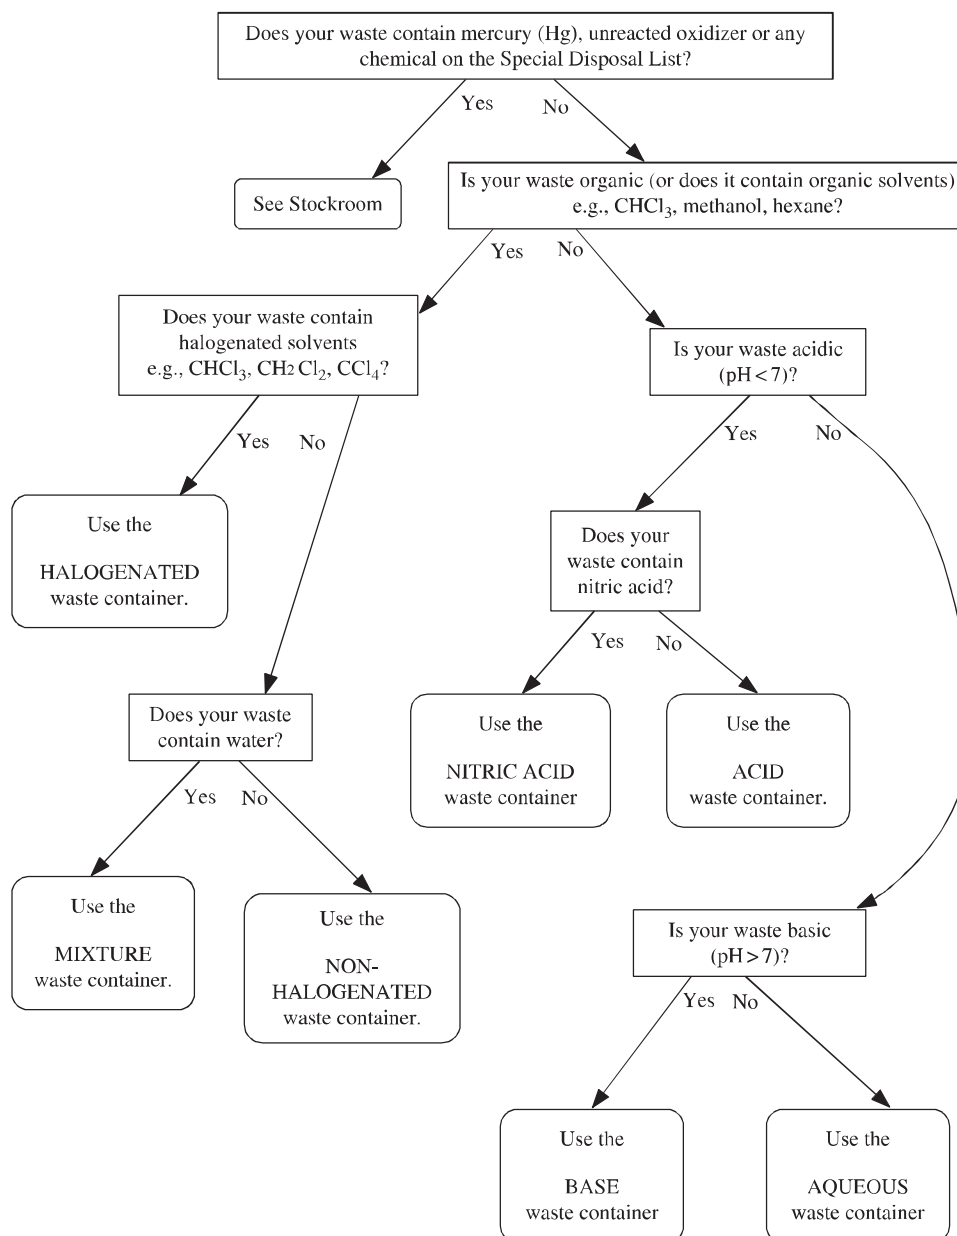 Does your waste contain mercury (Hg), unreacted oxidizer or any
chemical on the Special Disposal List?
Yes
No
See Stockroom
Is your waste organic (or does it contain organic solvents)
e.g., CHCl₃, methanol, hexane?
Yes
No
Does your waste contain
halogenated solvents
e.g., CHCl₃, CH2 Cl₂, CCl₄?
Is your waste acidic
(pH < 7)?
Yes
No
Yes
No
Use the
HALOGENATED
waste container.
Does your
waste contain
nitric acid?
Yes
No
Does your waste
contain water?
Use the
NITRIC ACID
waste container
Use the
ACID
waste container.
Yes
No
Use the
MIXTURE
waste container.
Use the
NON-
HALOGENATED
waste container.
Is your waste basic
(pH > 7)?
Yes
No
Use the
BASE
waste container
Use the
AQUEOUS
waste container